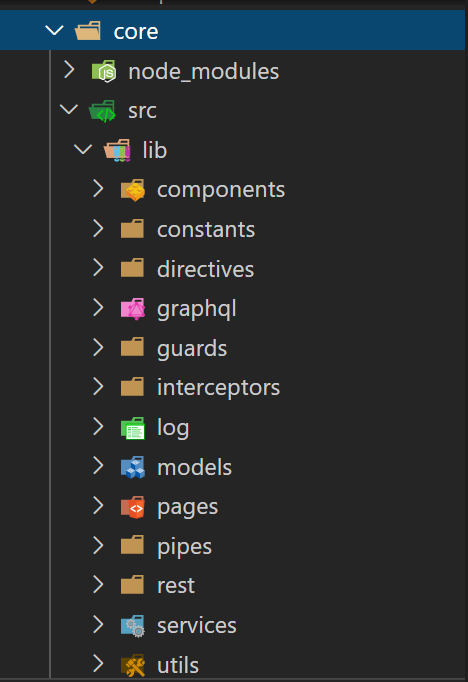 core
node_modules
src
lib
components
constants
directives
graphql
guards
interceptors
log
models
pages
pipes
rest
services
utils